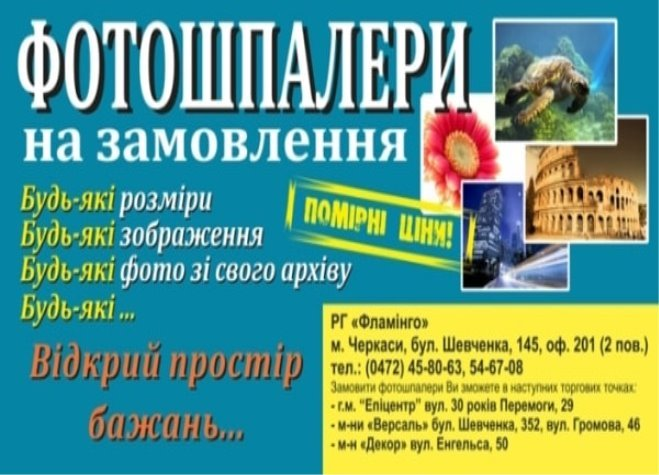 ФОТОШПАЛЕРИ
на замовлення
Будь-які розміри
Будь-які зображення
Будь-які фото зі свого архіву
Будь-які ...
ПОМІРНІ ЦІНИ!
Відкрий простір
бажань...
РГ «Фламінго»
м. Черкаси, бул. Шевченка, 145, оф. 201 (2 пов.)
тел.: (0472) 45-80-63, 54-67-08
Замовити фотошпалери Ви зможете в наступних торгових точках:
- г.м. "Епіцентр" вул. 30 років Перемоги, 29
- м-ни «Версаль» бул. Шевченка, 352, вул. Громова, 46
- м-н «Декор» вул. Енгельса, 50